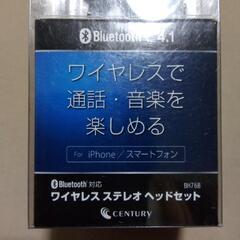 Bluetooth 4.1
ワイヤレスで
通話・音楽を
楽しめる
For iPhone／スマートフォン
Bluetooth 対応
BH76B
ワイヤレス ステレオ ヘッドセット
CENTURY